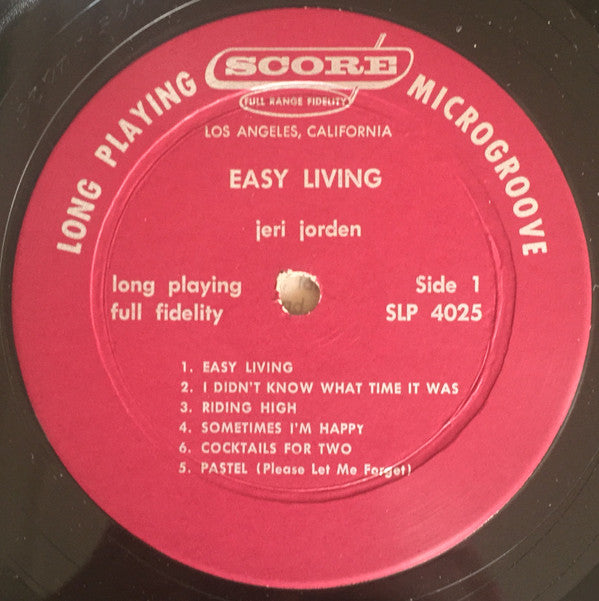 LONG PLAYING MICROGROOVE
SCORE
FULL RANGE FIDELITY
LOS ANGELES, CALIFORNIA
EASY LIVING
jeri jorden
long playing Side 1
full fidelity SLP 4025
1. EASY LIVING
2. I DIDN'T KNOW WHAT TIME IT WAS
3. RIDING HIGH
4. SOMETIMES I'M HAPPY
6. COCKTAILS FOR TWO
5. PASTEL (Please Let Me Forget)